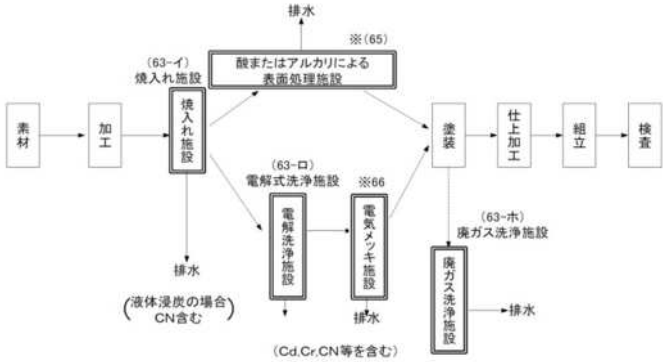 排水
※(65)
酸またはアルカリによる
表面処理施設
(63-イ)
焼入れ施設
素材
加工
焼入れ施設
塗装
仕上加工
組立
検査
(63-ロ)
電解式洗浄施設
※66
電解洗浄施設
電気メッキ施設
(63-ホ)
廃ガス洗浄施設
廃ガス洗浄施設
排水
排水
(液体浸炭の場合
CN含む)
排水
(Cd,Cr,CN等を含む)